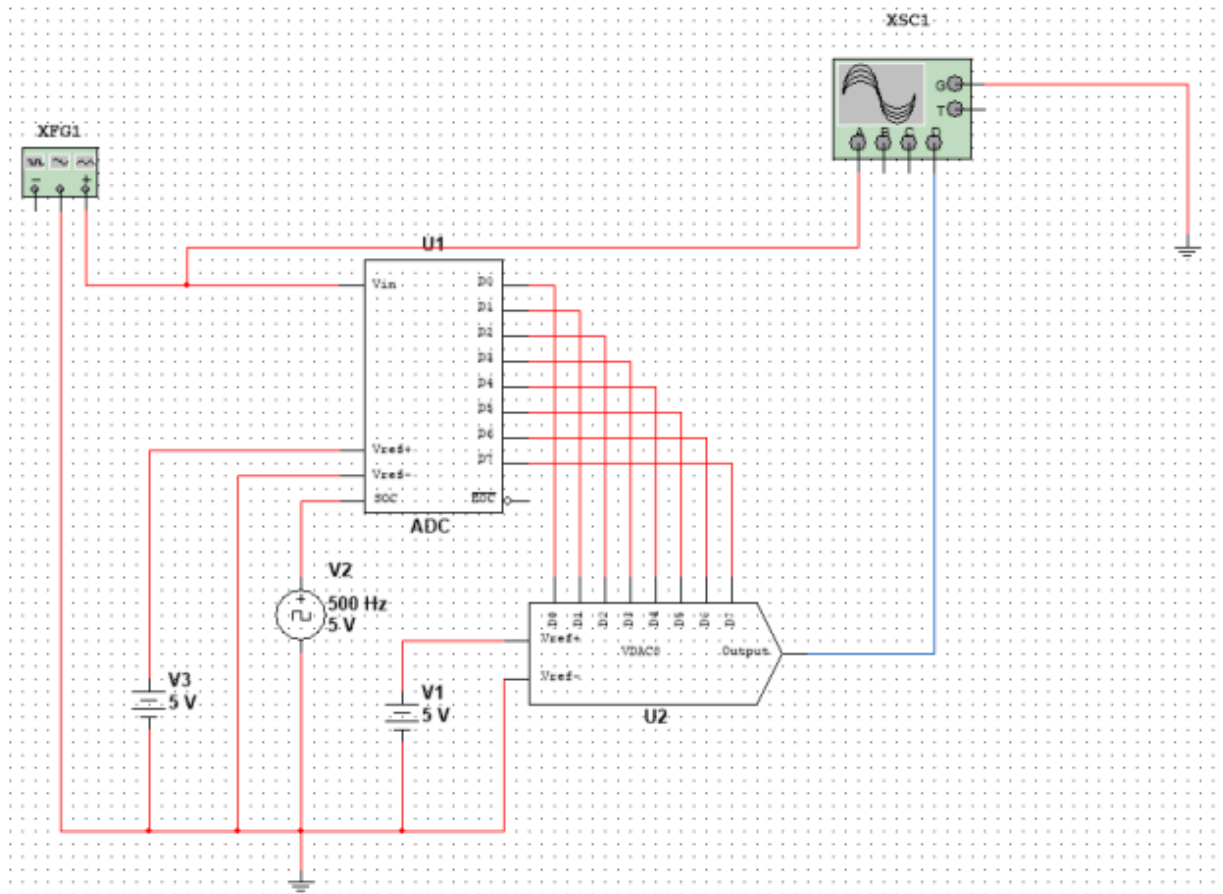 XSC1
G
T
A B C D
XFG1
U1
Vin
D0
D1
D2
D3
D4
D5
D6
D7
Vref+
Vref-
SOC
EOC
ADC
V2
500 Hz
5 V
D0 D1 D2 D3 D4 D5 D6 D7
Vref+
VDAC8
Output
Vref-
U2
V3
5 V
V1
5 V